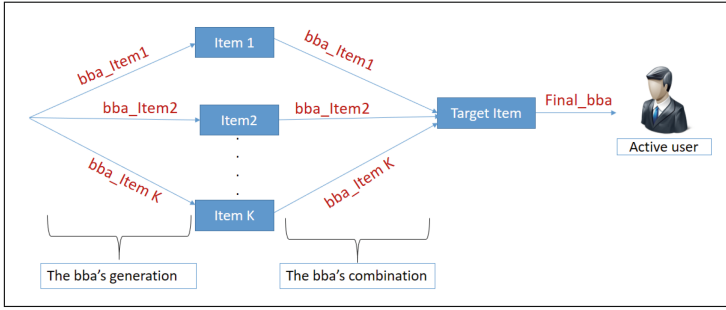 Item 1
bba_Item1
bba_Item1
bba_Item2
Item2
bba_Item2
Target Item
Final_bba
Active user
bba_Item K
Item K
bba_Item K
The bba's generation
The bba's combination